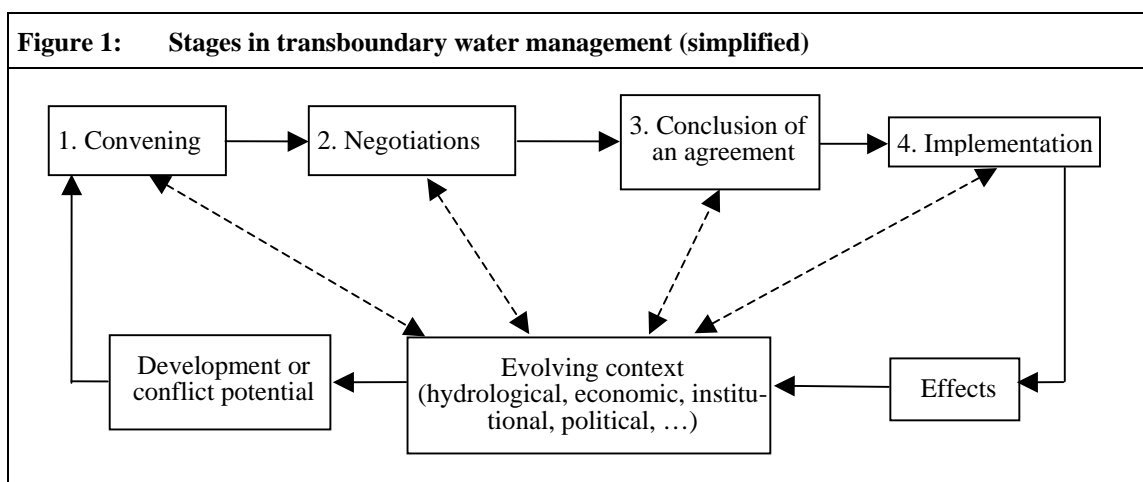 Figure 1: Stages in transboundary water management (simplified)
1. Convening
2. Negotiations
3. Conclusion of
an agreement
4. Implementation
Development or
conflict potential
Evolving context
(hydrological, economic, institu-
tional, political, …)
Effects